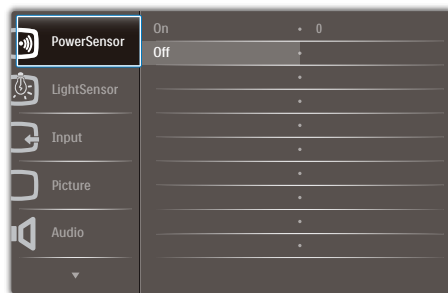 PowerSensor
On 0
Off
LightSensor
Input
Picture
Audio